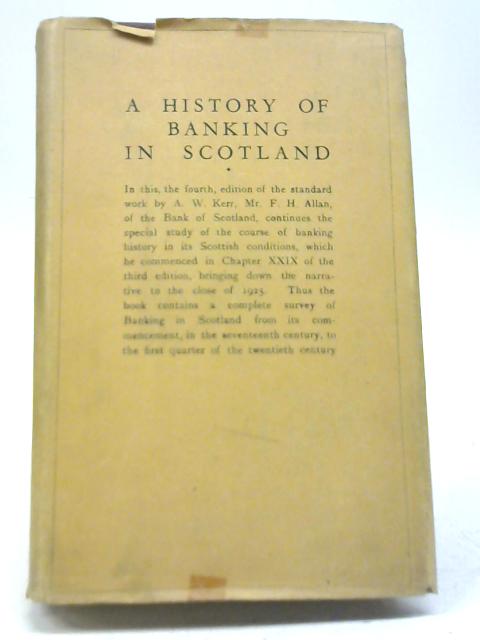 A HISTORY OF
BANKING
IN SCOTLAND
In this, the fourth, edition of the standard
work by A. W. Kerr, Mr. F. H. Allan,
of the Bank of Scotland, continues the
special study of the course of banking
history in its Scottish conditions, which
he commenced in Chapter XXIX of the
third edition, bringing down the narra-
tive to the close of 1925. Thus the
book contains a complete survey of
Banking in Scotland from its com-
mencement, in the seventeenth century, to
the first quarter of the twentieth century